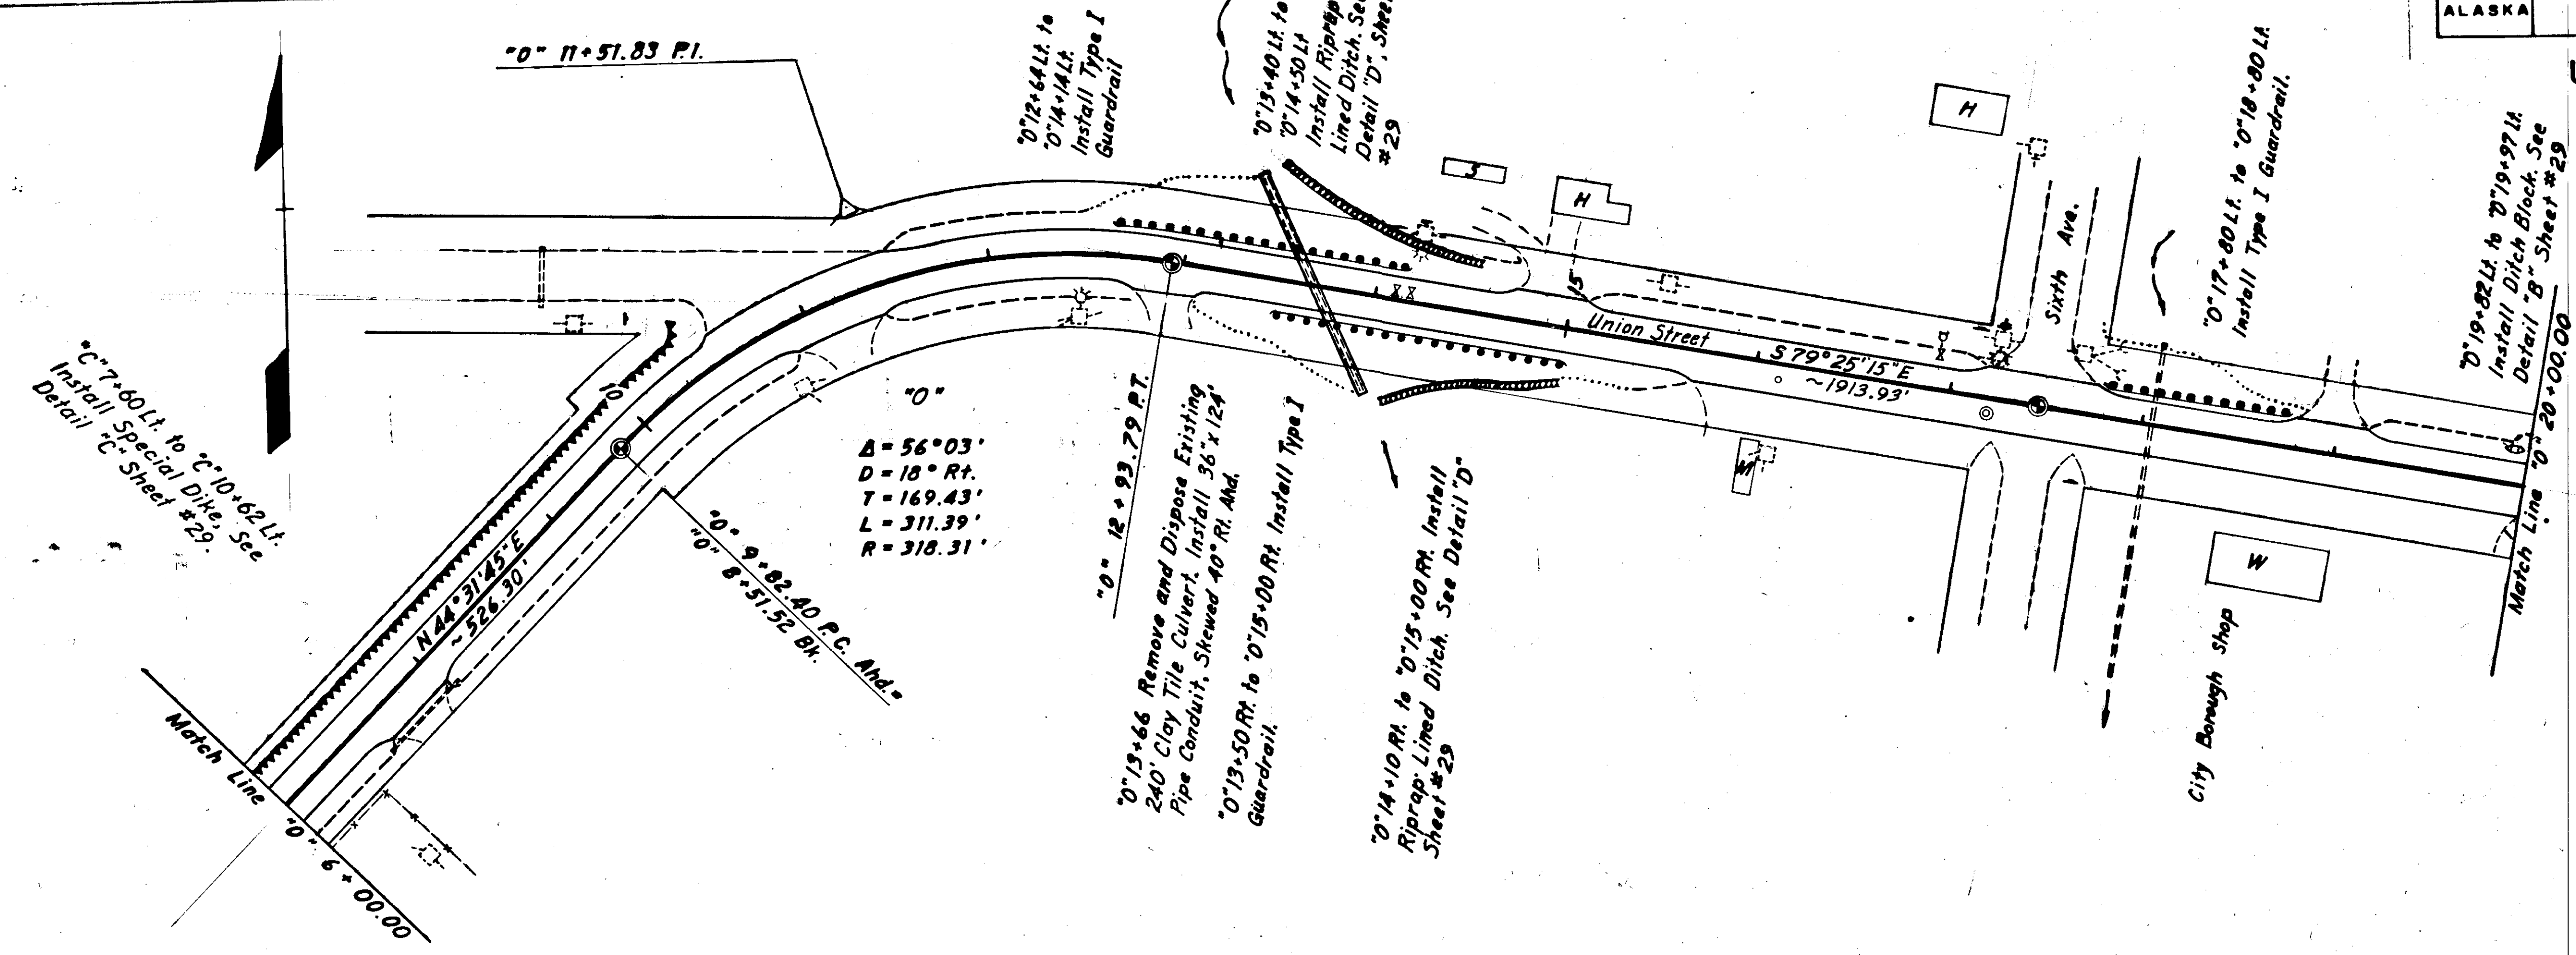 ALASKA
"O" 11+51.83 P.I.
"O" 12+64 Lt. to
"O" 14+14 Lt.
Install Type I
Guardrail
"O" 13+40 Lt. to
"O" 14+50 Lt
Install Riprap
Lined Ditch. See
Detail "D", Sheet
#29
S
H
H
15
Union Street
S 79° 25' 15" E
~1913.93'
Sixth Ave.
"O" 17+80 Lt. to "O" 18+80 Lt.
Install Type I Guardrail.
"O" 19+82 Lt. to "O" 19+97 Lt.
Install Ditch Block. See
Detail "B" Sheet #29
Match Line "O" 20+00.00
"C" 7+60 Lt. to "C" 10+62 Lt.
Install Special Dike, See
Detail "C" Sheet #29.
10
N 44° 31' 45" E
~ 526.30'
Match Line
"O" 6+00.00
"O" 9+82.40 P.C. Ahd.=
"O" 8+51.52 Bk.
"O"
Δ = 56° 03'
D = 18° Rt.
T = 169.43'
L = 311.39'
R = 318.31'
"O" 12+93.79 P.T.
"O" 13+66 Remove and Dispose Existing
240' Clay Tile Culvert. Install 36" x 124'
Pipe Conduit, Skewed 40° Rt. Ahd.
"O" 13+50 Rt. to "O" 15+00 Rt. Install Type I
Guardrail.
"O" 14+10 Rt. to "O" 15+00 Rt. Install
Riprap Lined Ditch. See Detail "D"
Sheet #29
M
W
City Borough Shop